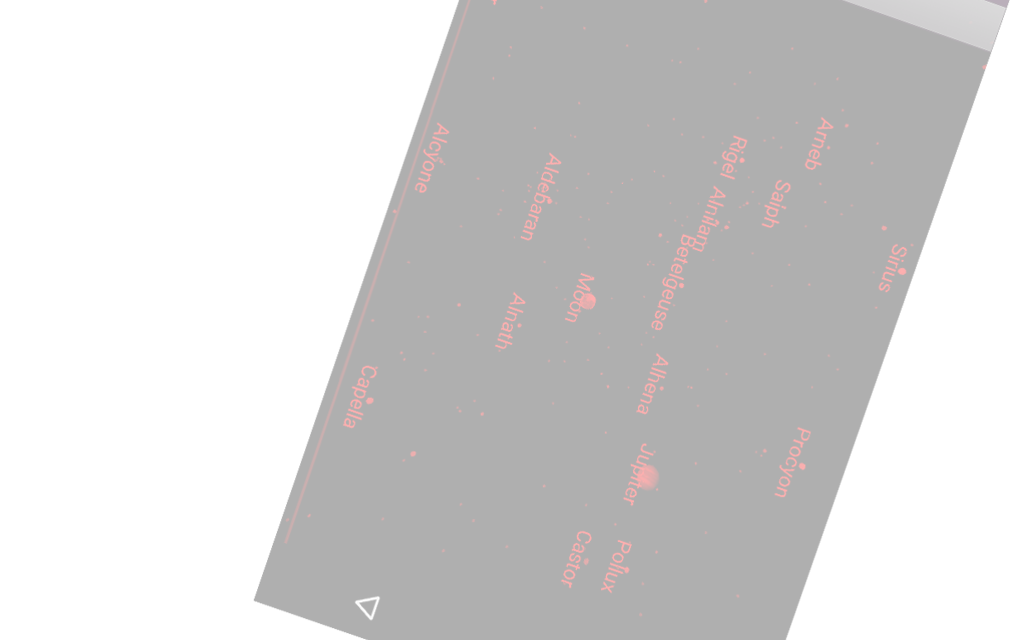 Alcyone
Aldebaran
Rigel
Arneb
Saiph
Alnilam
Betelgeuse
Sirius
Moon
Alnath
Capella
Alhena
Procyon
Jupiter
Castor
Pollux